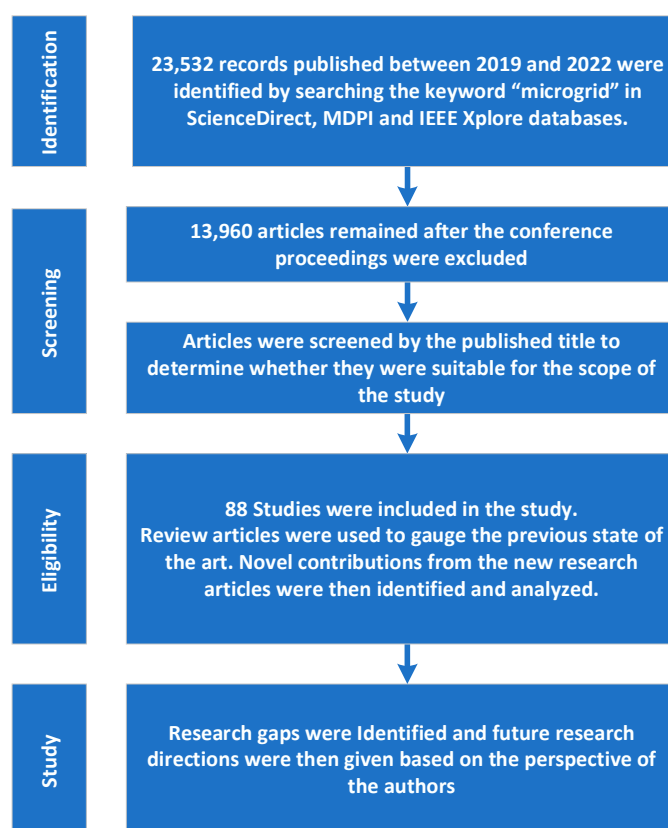 Identification
23,532 records published between 2019 and 2022 were
identified by searching the keyword “microgrid” in
ScienceDirect, MDPI and IEEE Xplore databases.
Screening
13,960 articles remained after the conference
proceedings were excluded
Articles were screened by the published title to
determine whether they were suitable for the scope of
the study
Eligibility
88 Studies were included in the study.
Review articles were used to gauge the previous state of
the art. Novel contributions from the new research
articles were then identified and analyzed.
Study
Research gaps were Identified and future research
directions were then given based on the perspective of
the authors